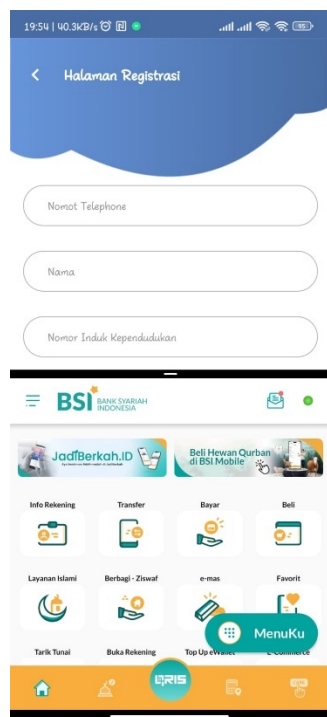 19:54 | 40.3KB/s
Halaman Registrasi
Nomot Telephone
Nama
Nomor Induk Kependudukan
BSI BANK SYARIAH
INDONESIA
JadiBerkah.ID
Beli Hewan Qurban
di BSI Mobile
Info Rekening Transfer Bayar Beli
Layanan Islami Berbagi - Ziswaf e-mas Favorit
MenuKu
Tarik Tunai Buka Rekening Top Up eWallet E-Commerce
QRIS